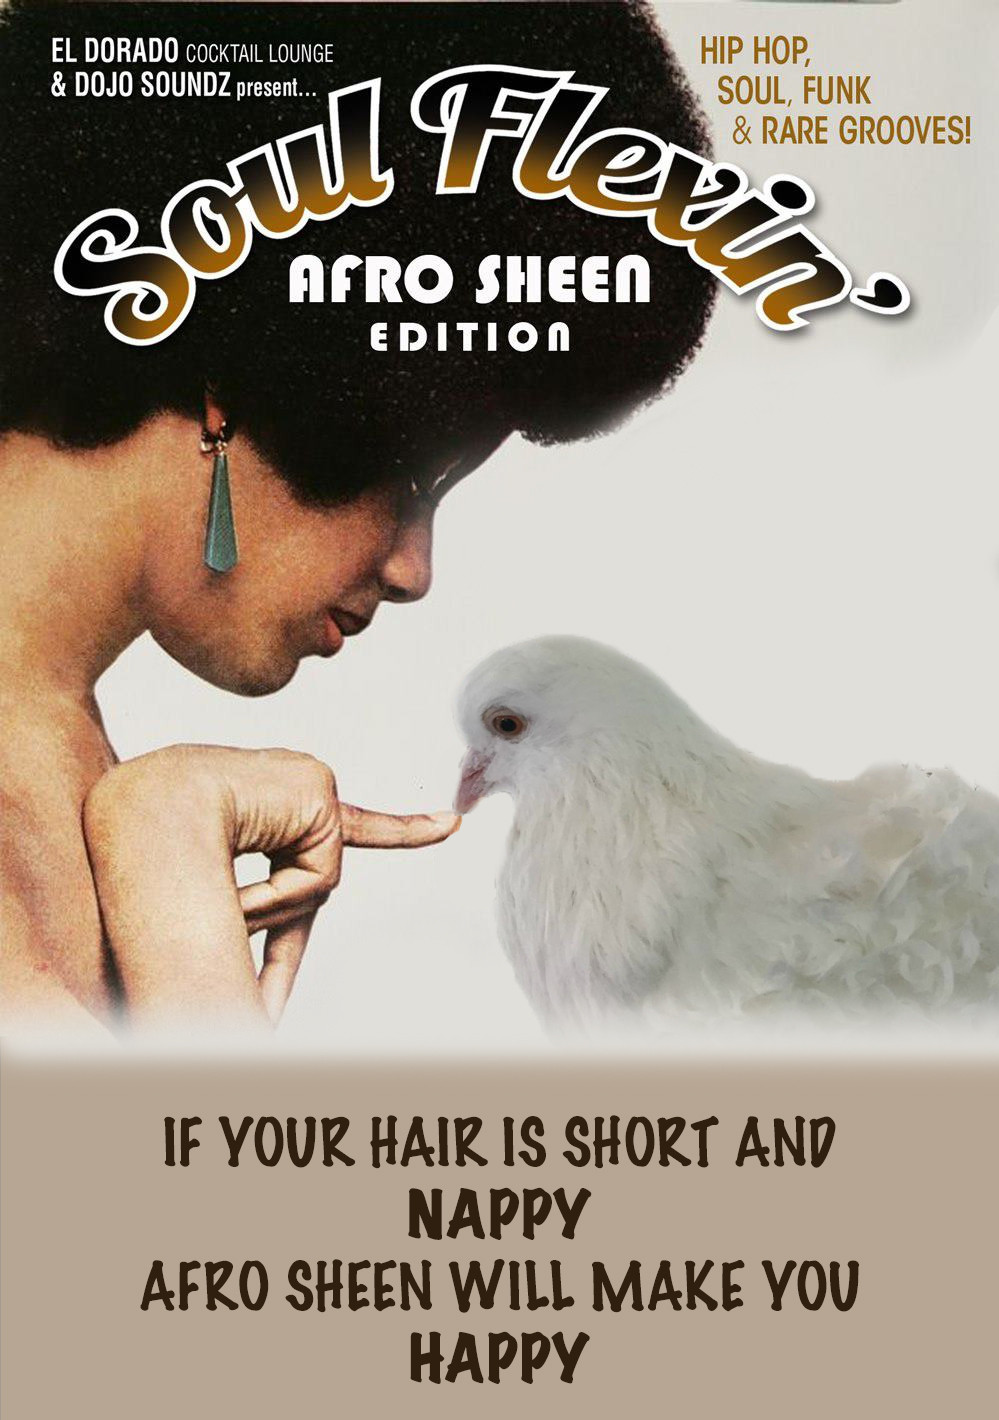 EL DORADO COCKTAIL LOUNGE
& DOJO SOUNDZ present...
HIP HOP,
SOUL, FUNK
& RARE GROOVES!
Soul Flexin'
AFRO SHEEN
EDITION
IF YOUR HAIR IS SHORT AND
NAPPY
AFRO SHEEN WILL MAKE YOU
HAPPY